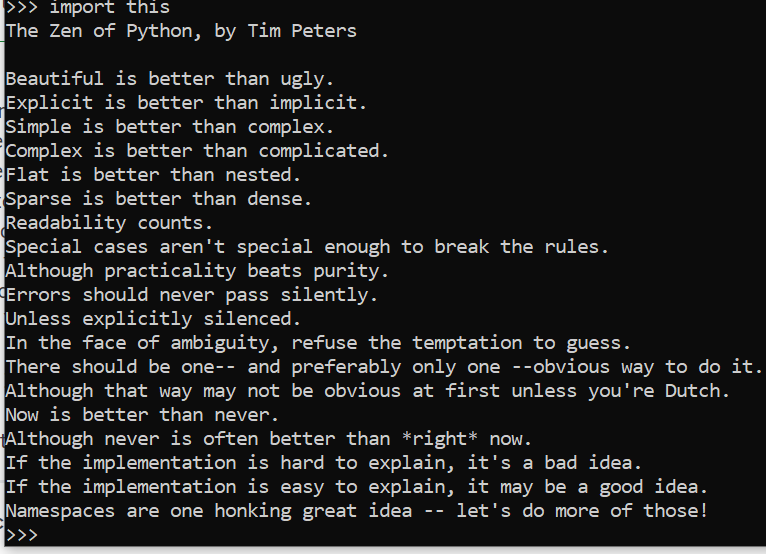 >>> import this
The Zen of Python, by Tim Peters

Beautiful is better than ugly.
Explicit is better than implicit.
Simple is better than complex.
Complex is better than complicated.
Flat is better than nested.
Sparse is better than dense.
Readability counts.
Special cases aren't special enough to break the rules.
Although practicality beats purity.
Errors should never pass silently.
Unless explicitly silenced.
In the face of ambiguity, refuse the temptation to guess.
There should be one-- and preferably only one --obvious way to do it.
Although that way may not be obvious at first unless you're Dutch.
Now is better than never.
Although never is often better than *right* now.
If the implementation is hard to explain, it's a bad idea.
If the implementation is easy to explain, it may be a good idea.
Namespaces are one honking great idea -- let's do more of those!
>>>